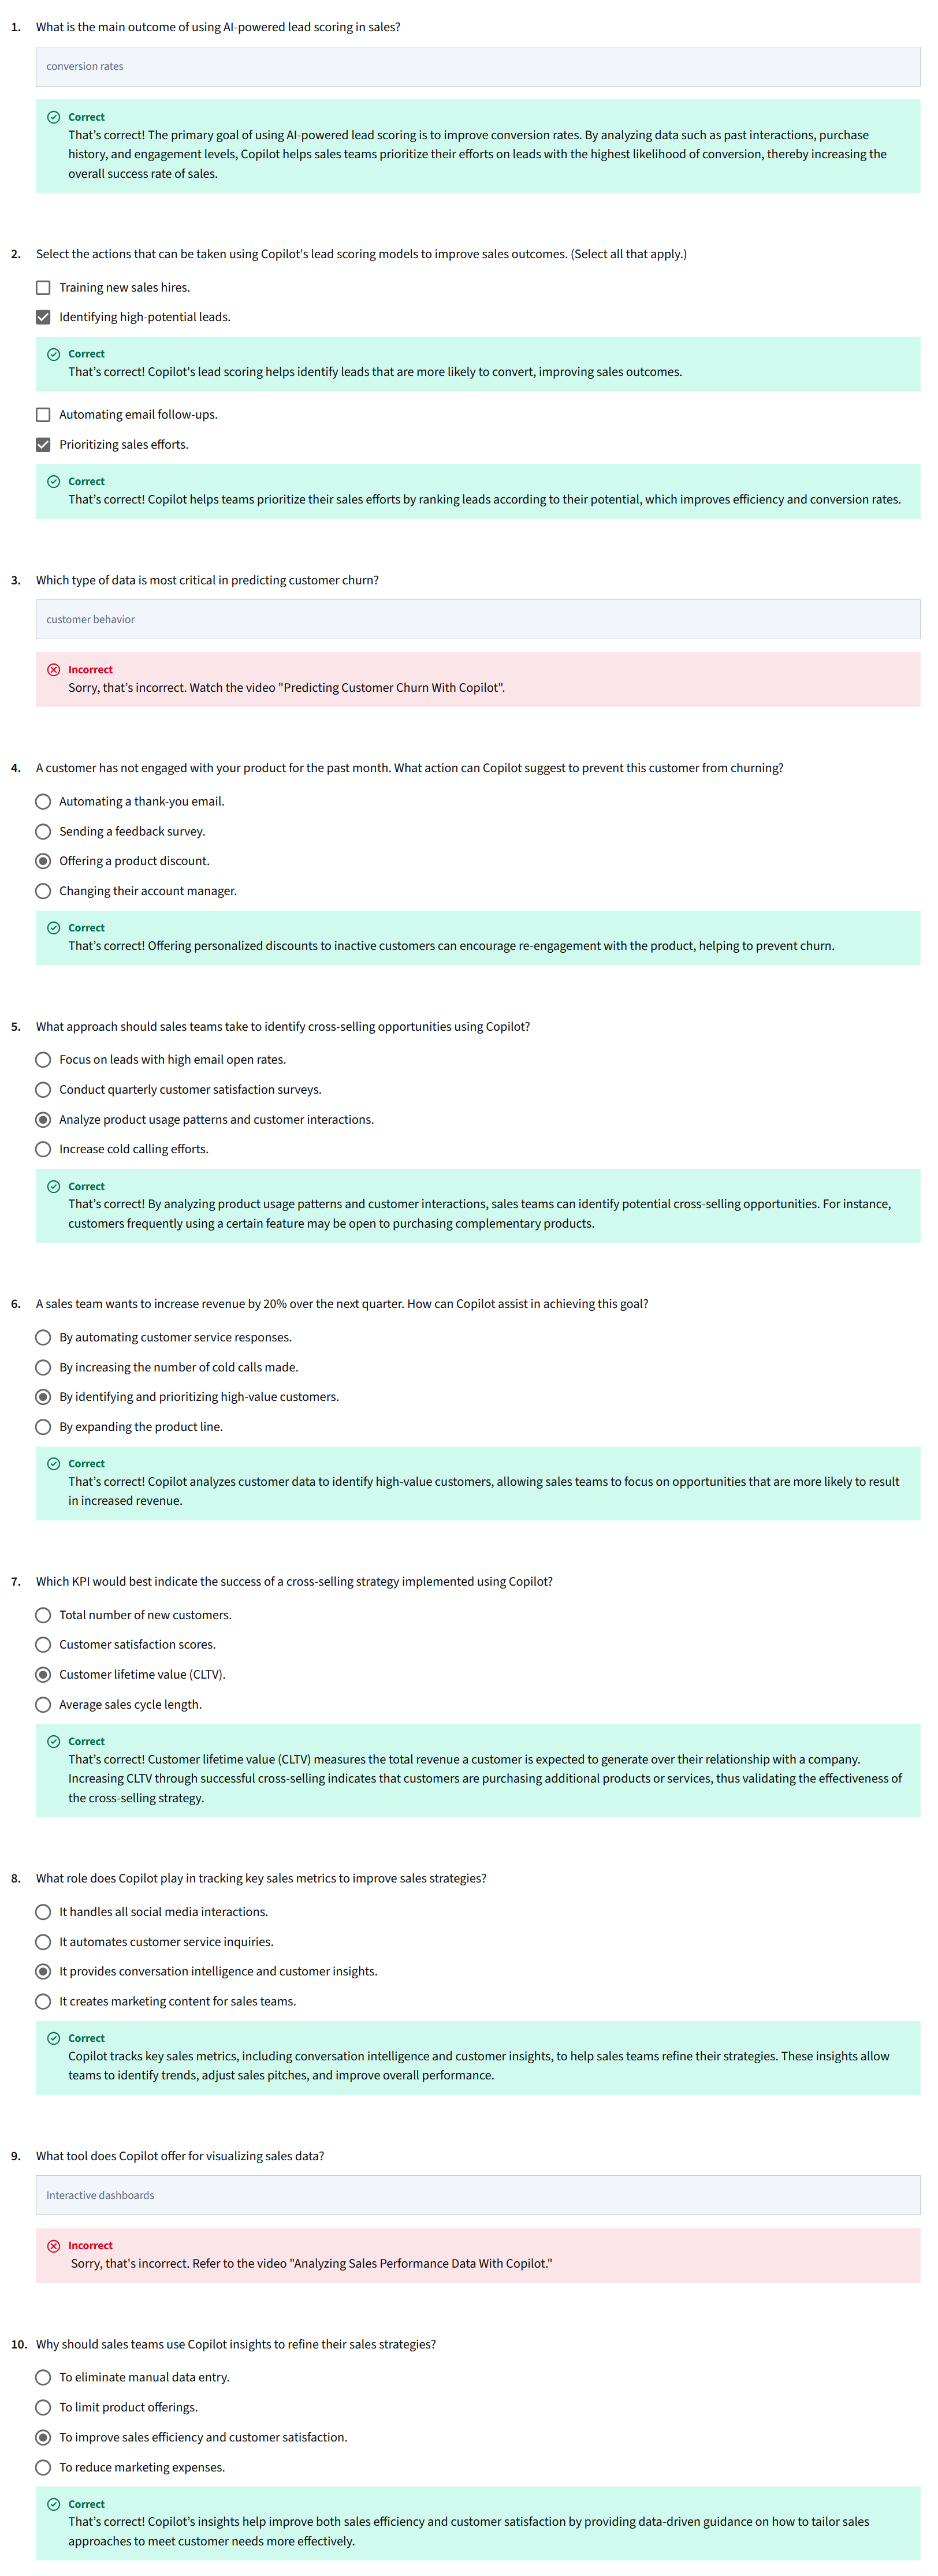 1. What is the main outcome of using AI-powered lead scoring in sales?
conversion rates
Correct
That's correct! The primary goal of using AI-powered lead scoring is to improve conversion rates. By analyzing data such as past interactions, purchase
history, and engagement levels, Copilot helps sales teams prioritize their efforts on leads with the highest likelihood of conversion, thereby increasing the
overall success rate of sales.
2. Select the actions that can be taken using Copilot's lead scoring models to improve sales outcomes. (Select all that apply.)
Training new sales hires.
Identifying high-potential leads.
Correct
That's correct! Copilot's lead scoring helps identify leads that are more likely to convert, improving sales outcomes.
Automating email follow-ups.
Prioritizing sales efforts.
Correct
That's correct! Copilot helps teams prioritize their sales efforts by ranking leads according to their potential, which improves efficiency and conversion rates.
3. Which type of data is most critical in predicting customer churn?
customer behavior
Incorrect
Sorry, that's incorrect. Watch the video "Predicting Customer Churn With Copilot".
4. A customer has not engaged with your product for the past month. What action can Copilot suggest to prevent this customer from churning?
Automating a thank-you email.
Sending a feedback survey.
Offering a product discount.
Changing their account manager.
Correct
That's correct! Offering personalized discounts to inactive customers can encourage re-engagement with the product, helping to prevent churn.
5. What approach should sales teams take to identify cross-selling opportunities using Copilot?
Focus on leads with high email open rates.
Conduct quarterly customer satisfaction surveys.
Analyze product usage patterns and customer interactions.
Increase cold calling efforts.
Correct
That's correct! By analyzing product usage patterns and customer interactions, sales teams can identify potential cross-selling opportunities. For instance,
customers frequently using a certain feature may be open to purchasing complementary products.
6. A sales team wants to increase revenue by 20% over the next quarter. How can Copilot assist in achieving this goal?
By automating customer service responses.
By increasing the number of cold calls made.
By identifying and prioritizing high-value customers.
By expanding the product line.
Correct
That's correct! Copilot analyzes customer data to identify high-value customers, allowing sales teams to focus on opportunities that are more likely to result
in increased revenue.
7. Which KPI would best indicate the success of a cross-selling strategy implemented using Copilot?
Total number of new customers.
Customer satisfaction scores.
Customer lifetime value (CLTV).
Average sales cycle length.
Correct
That's correct! Customer lifetime value (CLTV) measures the total revenue a customer is expected to generate over their relationship with a company.
Increasing CLTV through successful cross-selling indicates that customers are purchasing additional products or services, thus validating the effectiveness of
the cross-selling strategy.
8. What role does Copilot play in tracking key sales metrics to improve sales strategies?
It handles all social media interactions.
It automates customer service inquiries.
It provides conversation intelligence and customer insights.
It creates marketing content for sales teams.
Correct
Copilot tracks key sales metrics, including conversation intelligence and customer insights, to help sales teams refine their strategies. These insights allow
teams to identify trends, adjust sales pitches, and improve overall performance.
9. What tool does Copilot offer for visualizing sales data?
Interactive dashboards
Incorrect
Sorry, that's incorrect. Refer to the video "Analyzing Sales Performance Data With Copilot."
10. Why should sales teams use Copilot insights to refine their sales strategies?
To eliminate manual data entry.
To limit product offerings.
To improve sales efficiency and customer satisfaction.
To reduce marketing expenses.
Correct
That's correct! Copilot's insights help improve both sales efficiency and customer satisfaction by providing data-driven guidance on how to tailor sales
approaches to meet customer needs more effectively.